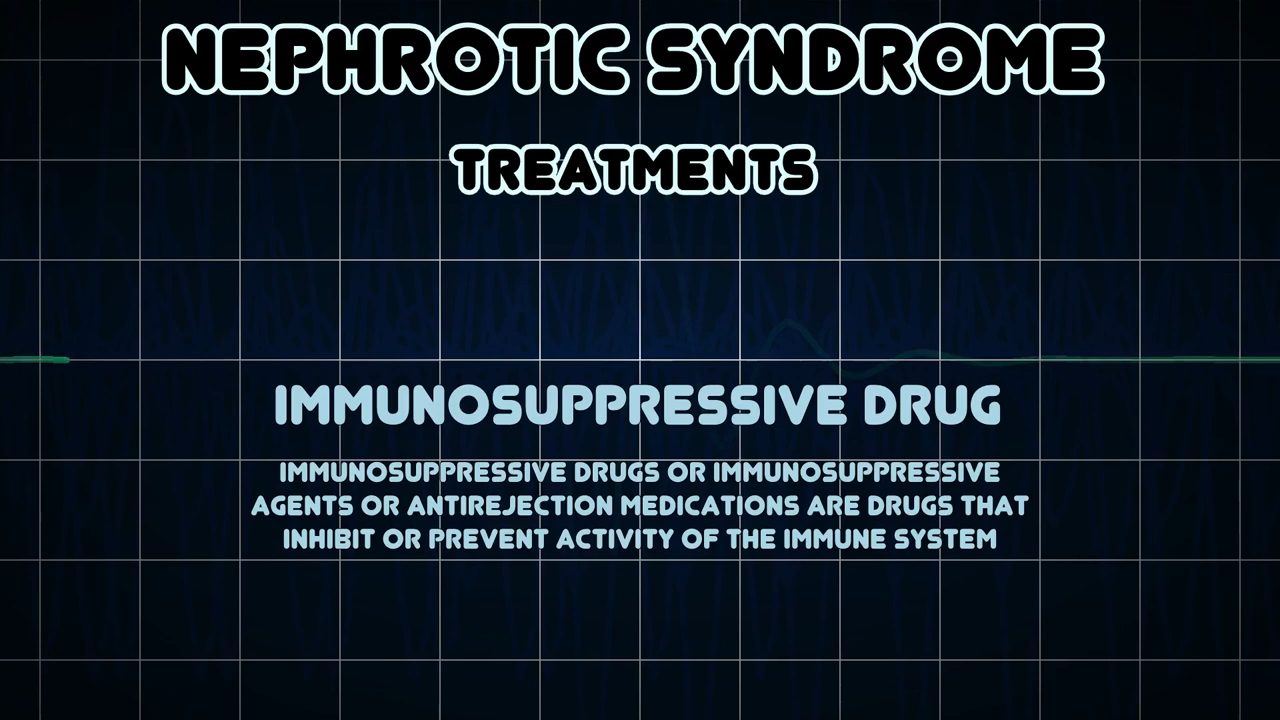 NEPHROTIC SYNDROME
TREATMENTS
IMMUNOSUPPRESSIVE DRUG
IMMUNOSUPPRESSIVE DRUGS OR IMMUNOSUPPRESSIVE
AGENTS OR ANTIREJECTION MEDICATIONS ARE DRUGS THAT
INHIBIT OR PREVENT ACTIVITY OF THE IMMUNE SYSTEM